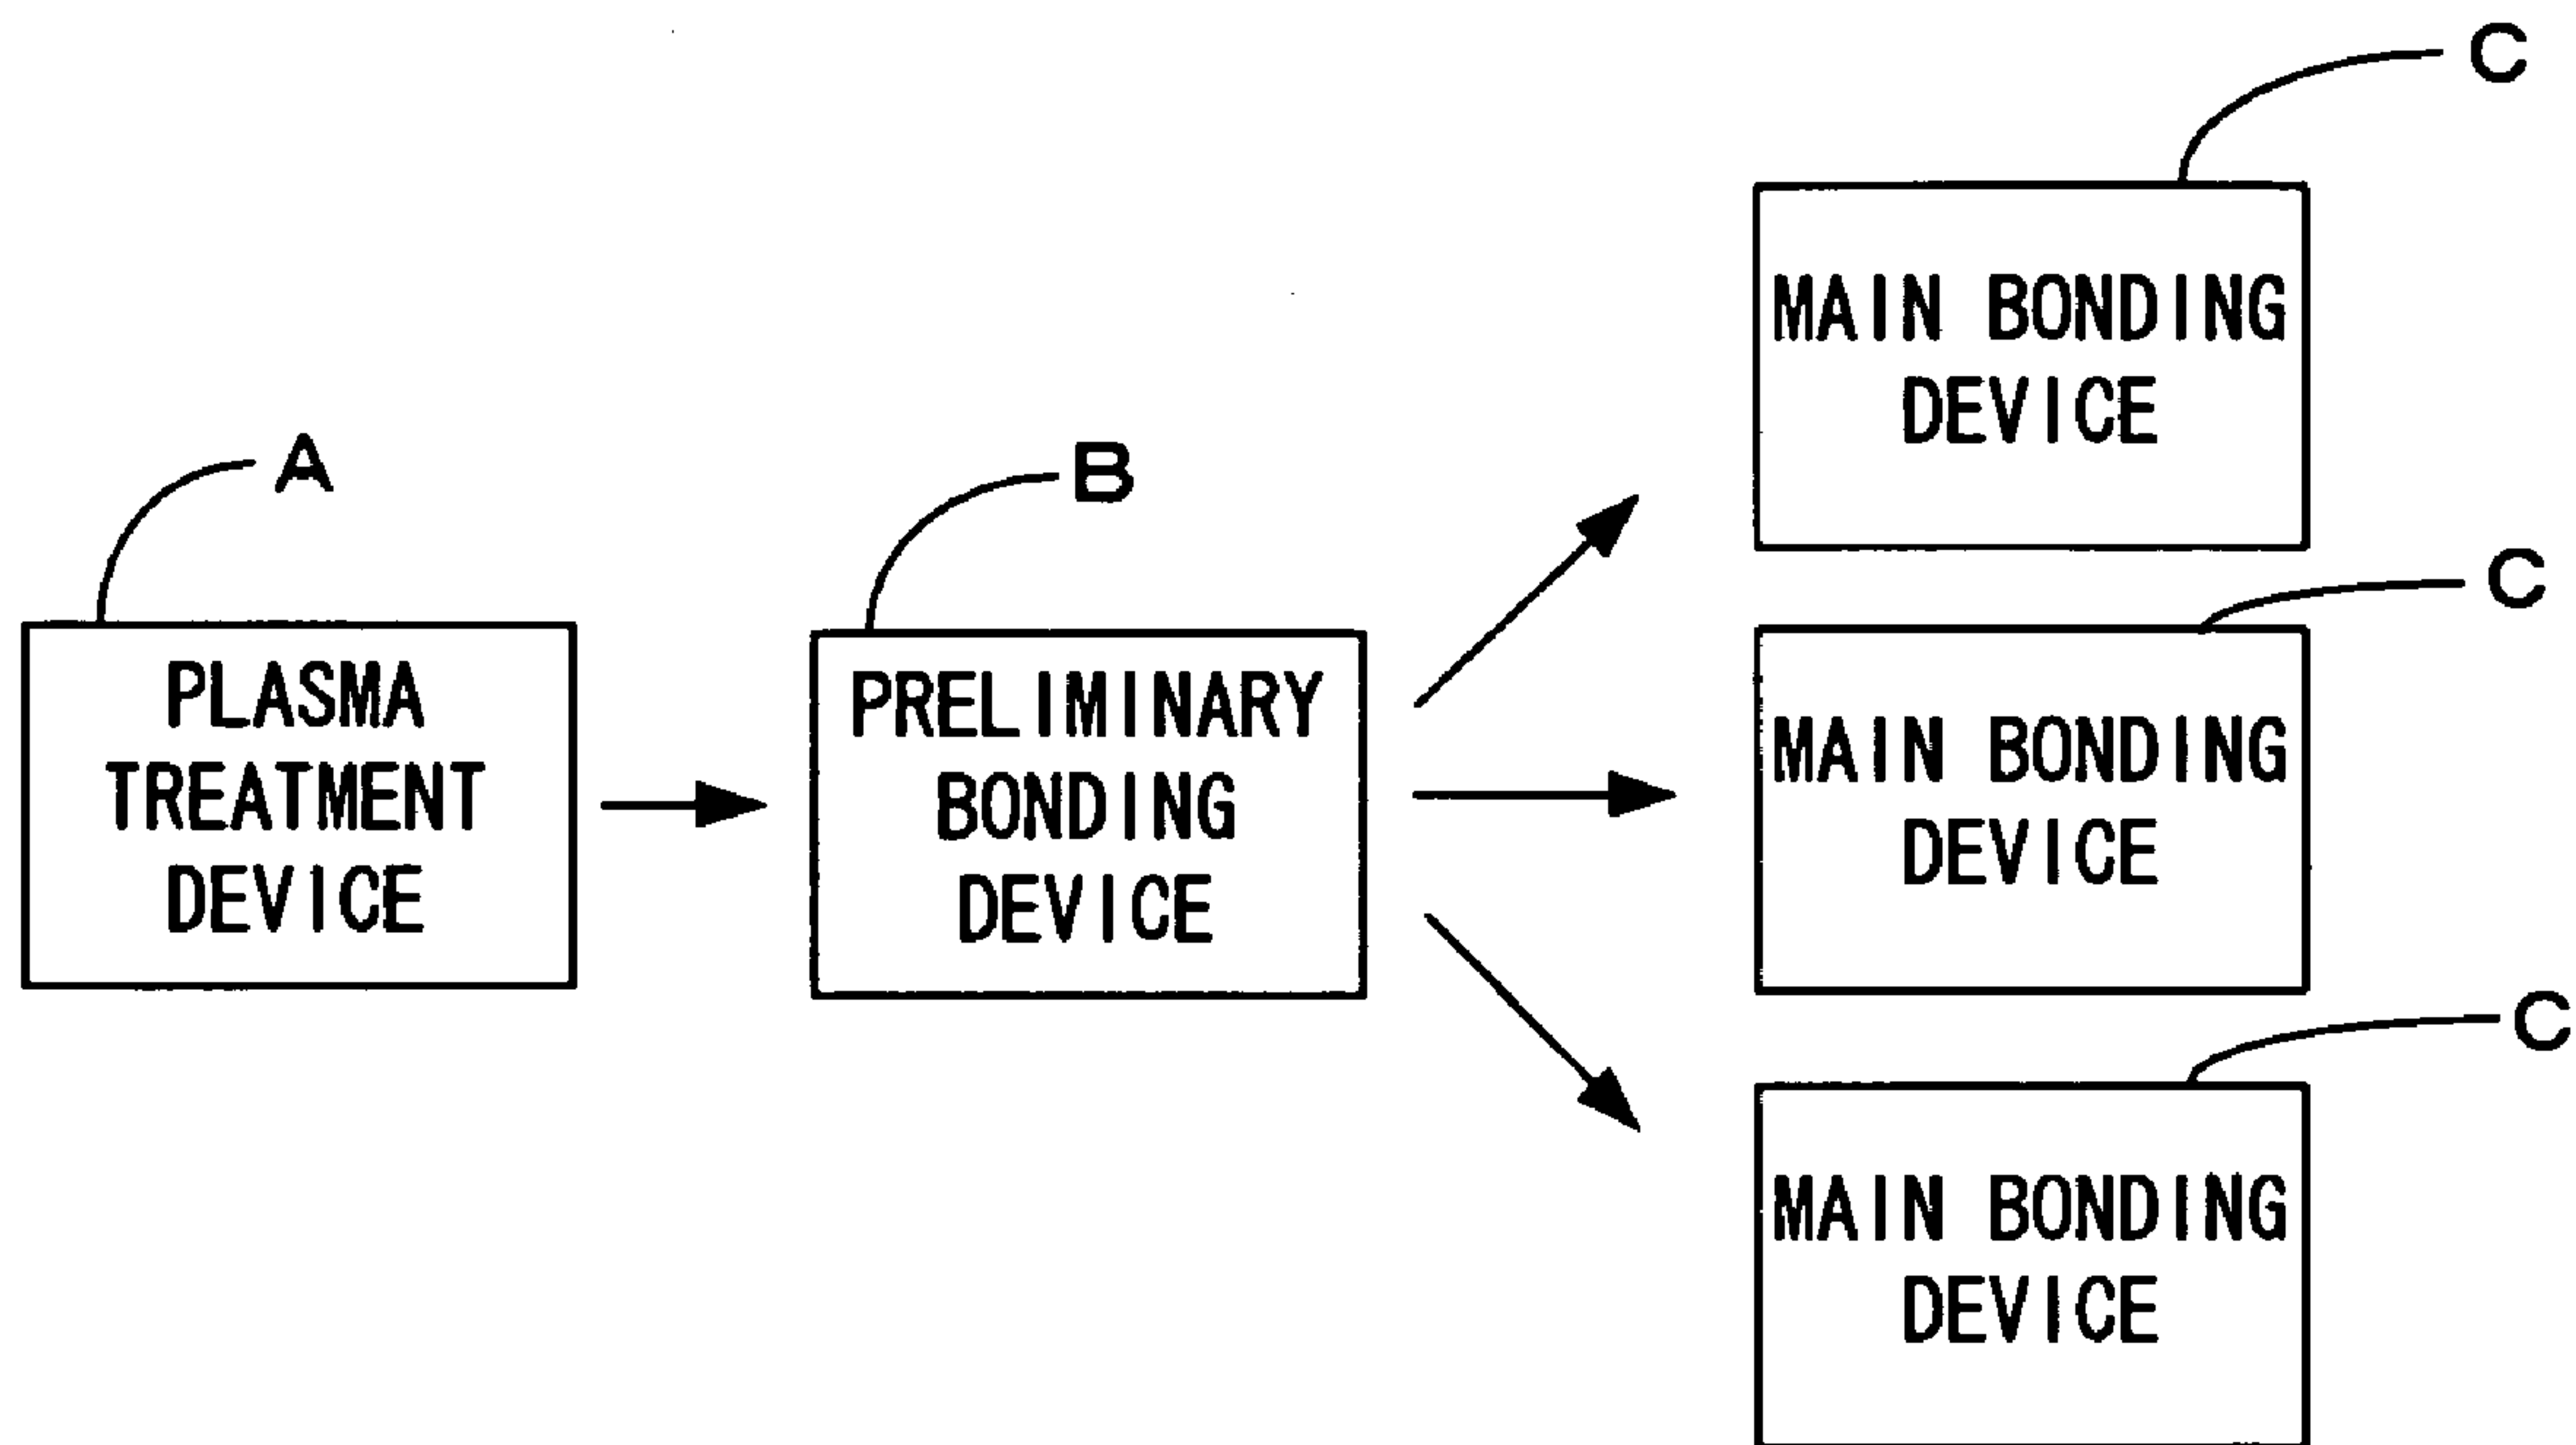 A
PLASMA
TREATMENT
DEVICE
B
PRELIMINARY
BONDING
DEVICE
C
MAIN BONDING
DEVICE
C
MAIN BONDING
DEVICE
C
MAIN BONDING
DEVICE